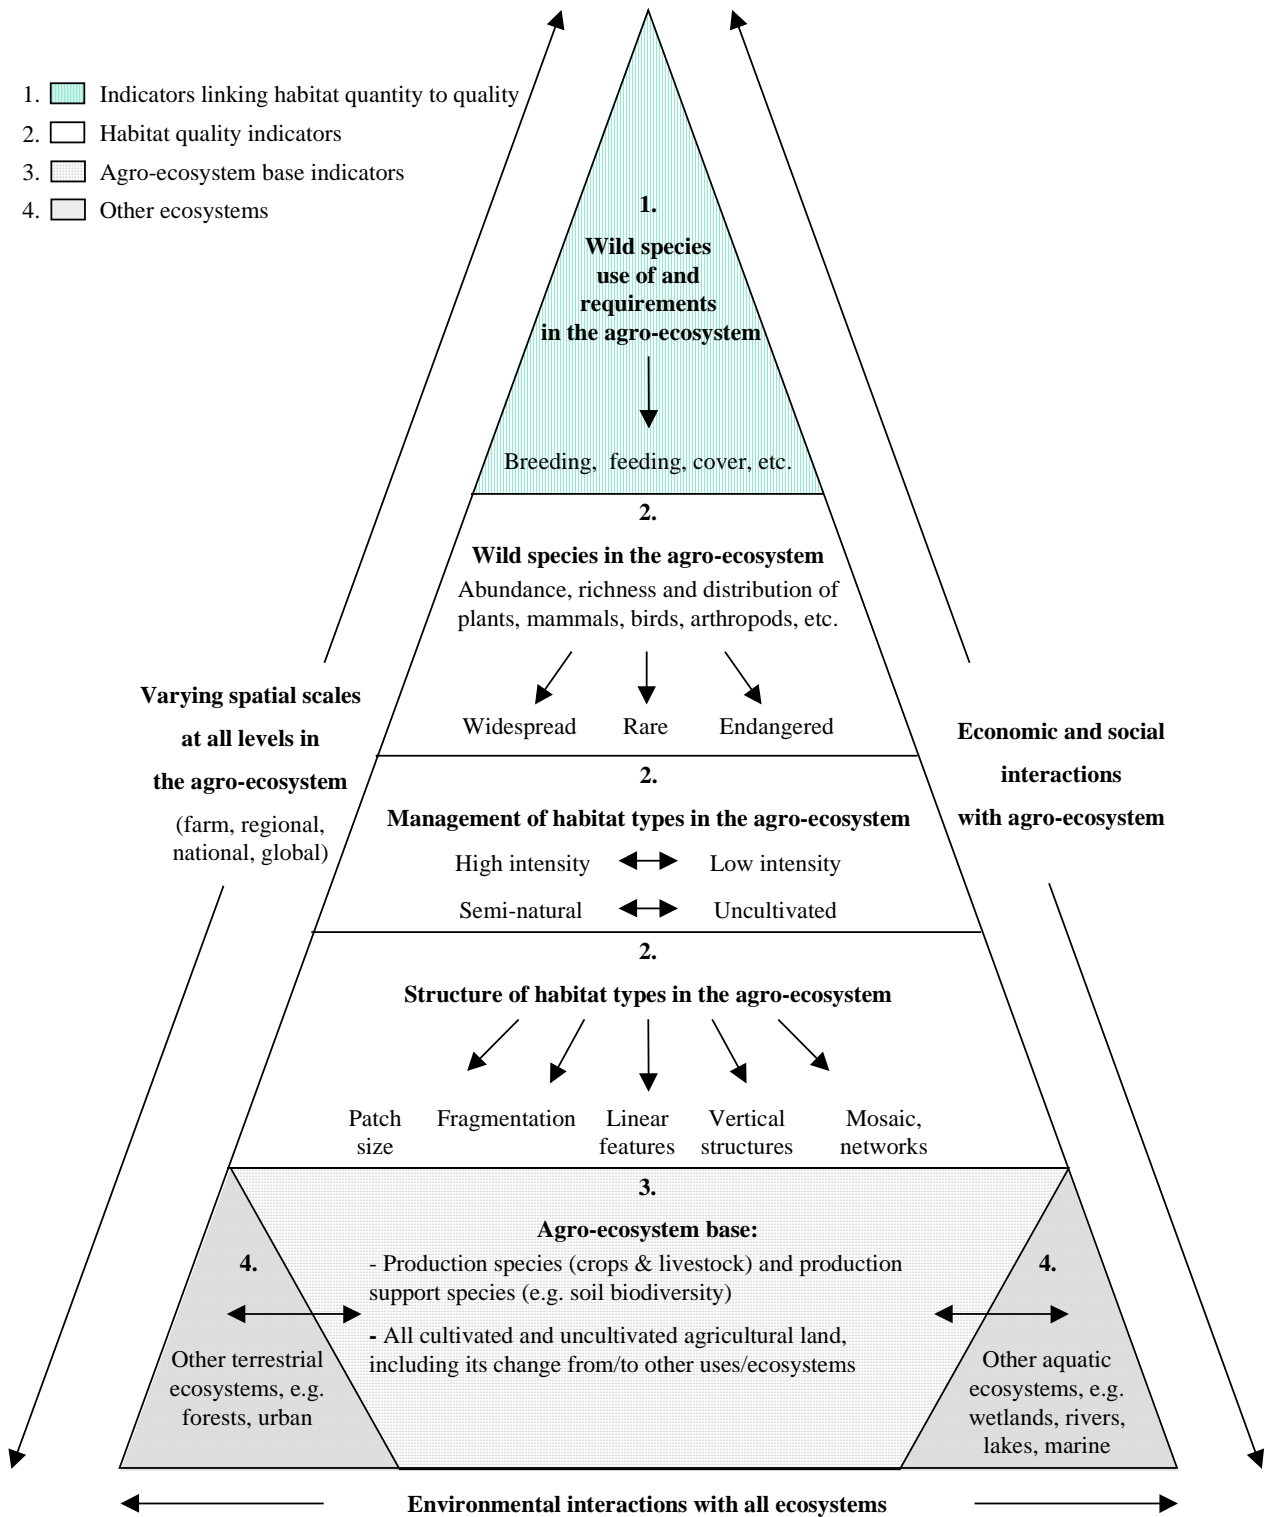 1. Indicators linking habitat quantity to quality
2. Habitat quality indicators
3. Agro-ecosystem base indicators
4. Other ecosystems
1.
Wild species
use of and
requirements
in the agro-ecosystem
Breeding, feeding, cover, etc.
2.
Wild species in the agro-ecosystem
Abundance, richness and distribution of
plants, mammals, birds, arthropods, etc.
Widespread Rare Endangered
Varying spatial scales
at all levels in
the agro-ecosystem
(farm, regional,
national, global)
Economic and social
interactions
with agro-ecosystem
2.
Management of habitat types in the agro-ecosystem
High intensity Low intensity
Semi-natural Uncultivated
2.
Structure of habitat types in the agro-ecosystem
Patch
size
Fragmentation
Linear
features
Vertical
structures
Mosaic,
networks
3.
Agro-ecosystem base:
- Production species (crops & livestock) and production
support species (e.g. soil biodiversity)
- All cultivated and uncultivated agricultural land,
including its change from/to other uses/ecosystems
4.
Other terrestrial
ecosystems, e.g.
forests, urban
4.
Other aquatic
ecosystems, e.g.
wetlands, rivers,
lakes, marine
Environmental interactions with all ecosystems